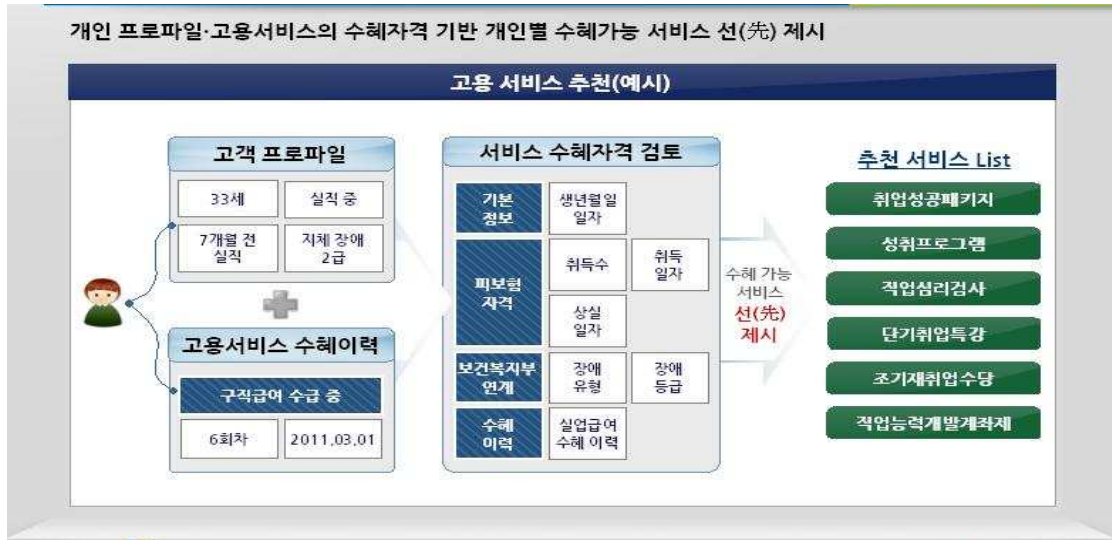 개인 프로파일·고용서비스의 수혜자격 기반 개인별 수혜가능 서비스 선(先) 제시
고용 서비스 추천(예시)
고객 프로파일
33세
실직 중
7개월 전
실직
지체 장애
2급
고용서비스 수혜이력
구직급여 수급 중
6회차
2011.03.01
서비스 수혜자격 검토
기본
정보
생년월일
일자
피보험
자격
취득수
취득
일자
상실
일자
보건복지부
연계
장애
유형
장애
등급
수혜
이력
실업급여
수혜 이력
수혜 가능
서비스
선(先)
제시
추천 서비스 List
취업성공패키지
성취프로그램
직업심리검사
단기취업특강
조기재취업수당
직업능력개발계좌제